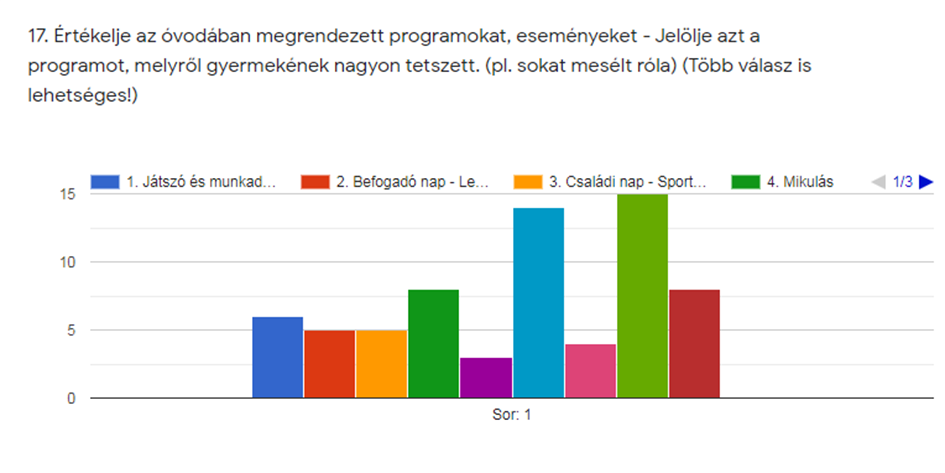 17. Értékelje az óvodában megrendezett programokat, eseményeket - Jelölje azt a
programot, melyről gyermekének nagyon tetszett. (pl. sokat mesélt róla) (Több válasz is
lehetséges!)
1. Játszó és munkad... 2. Befogadó nap - Le... 3. Családi nap - Sport... 4. Mikulás 1/3
15
10
5
0
Sor: 1